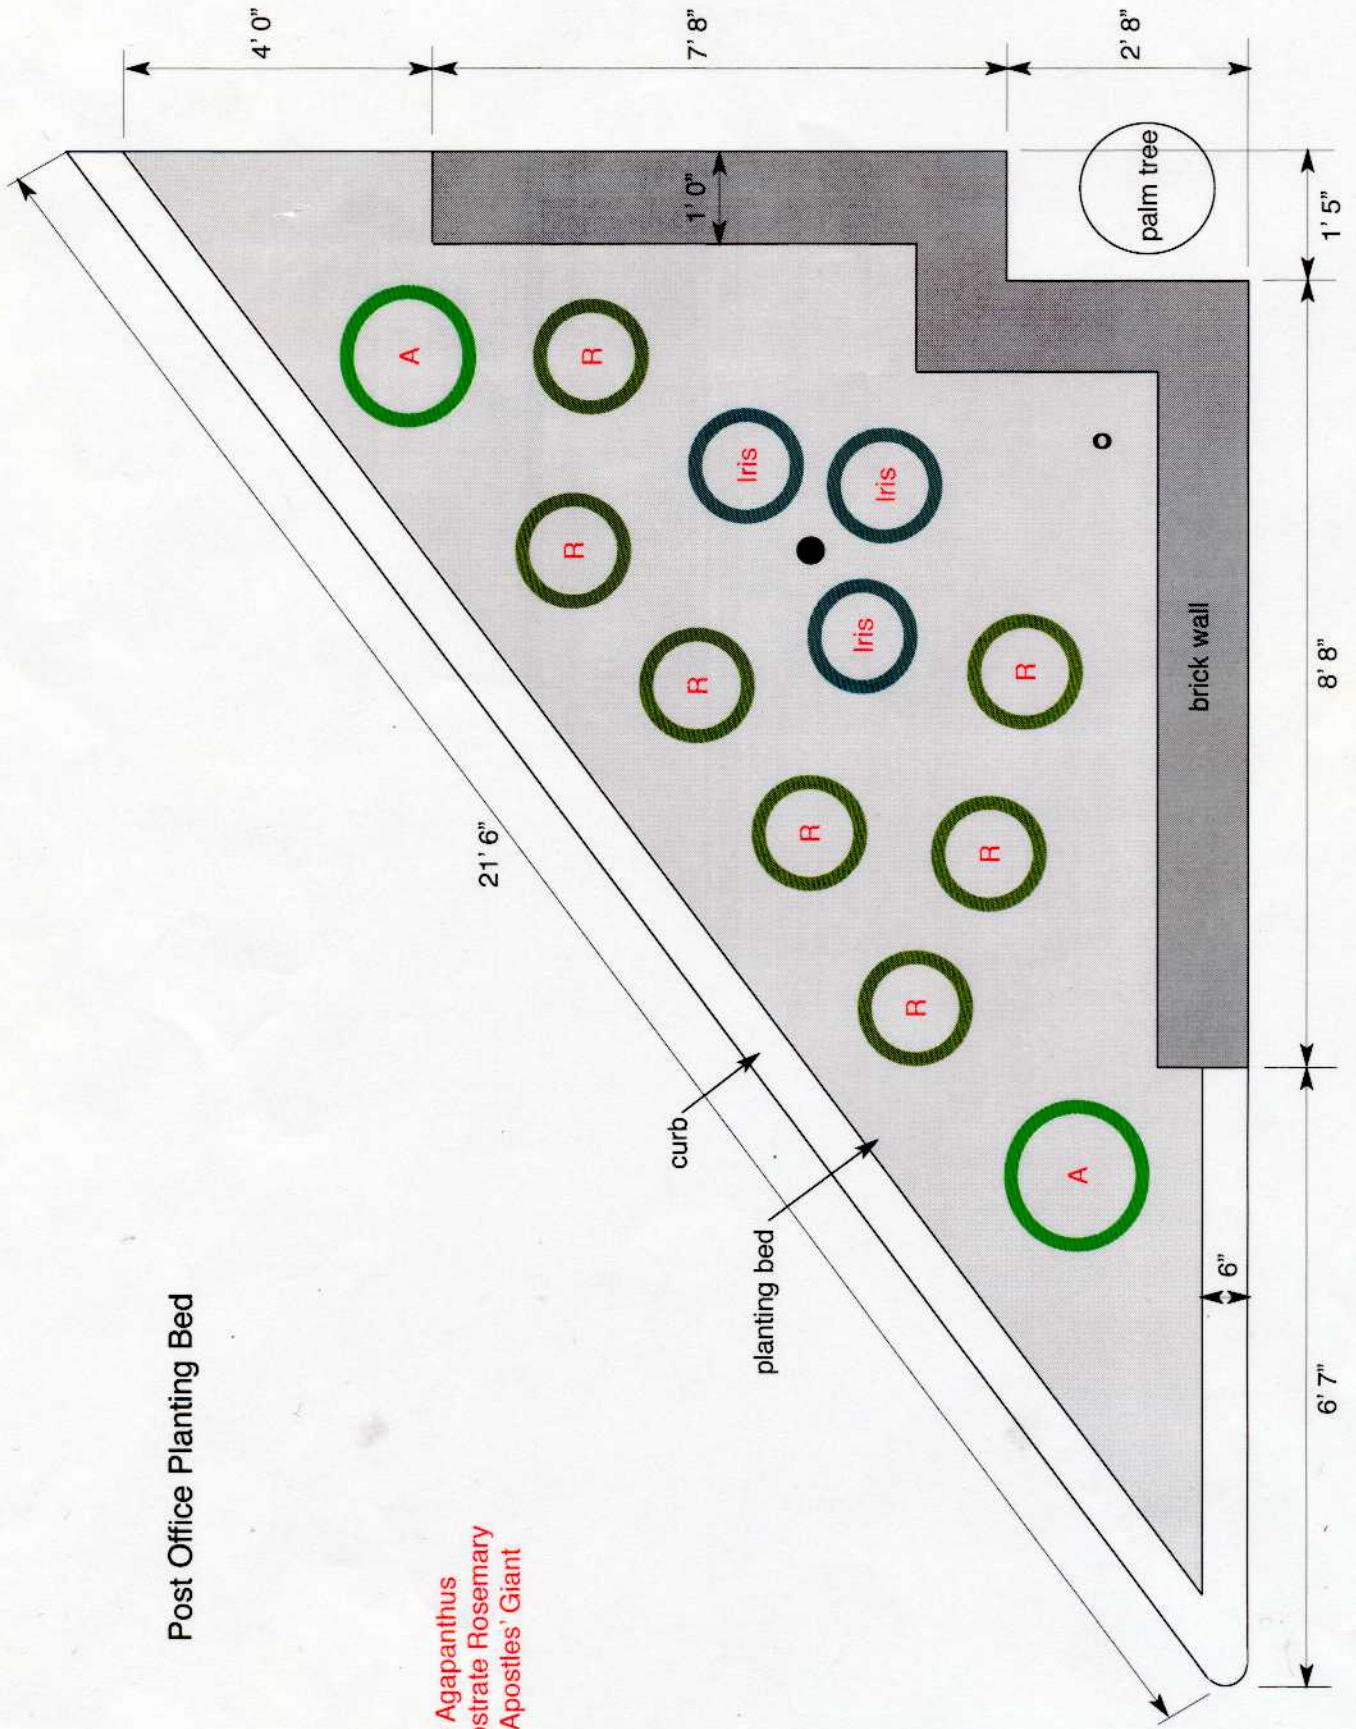 Post Office Planting Bed
Agapanthus
strate Rosemary
Apostles' Giant
21' 6"
curb
planting bed
4' 0"
7' 8"
2' 8"
1' 0"
palm tree
1' 5"
8' 8"
6' 7"
6"
brick wall
A
R
R
R
R
R
R
R
A
Iris
Iris
Iris